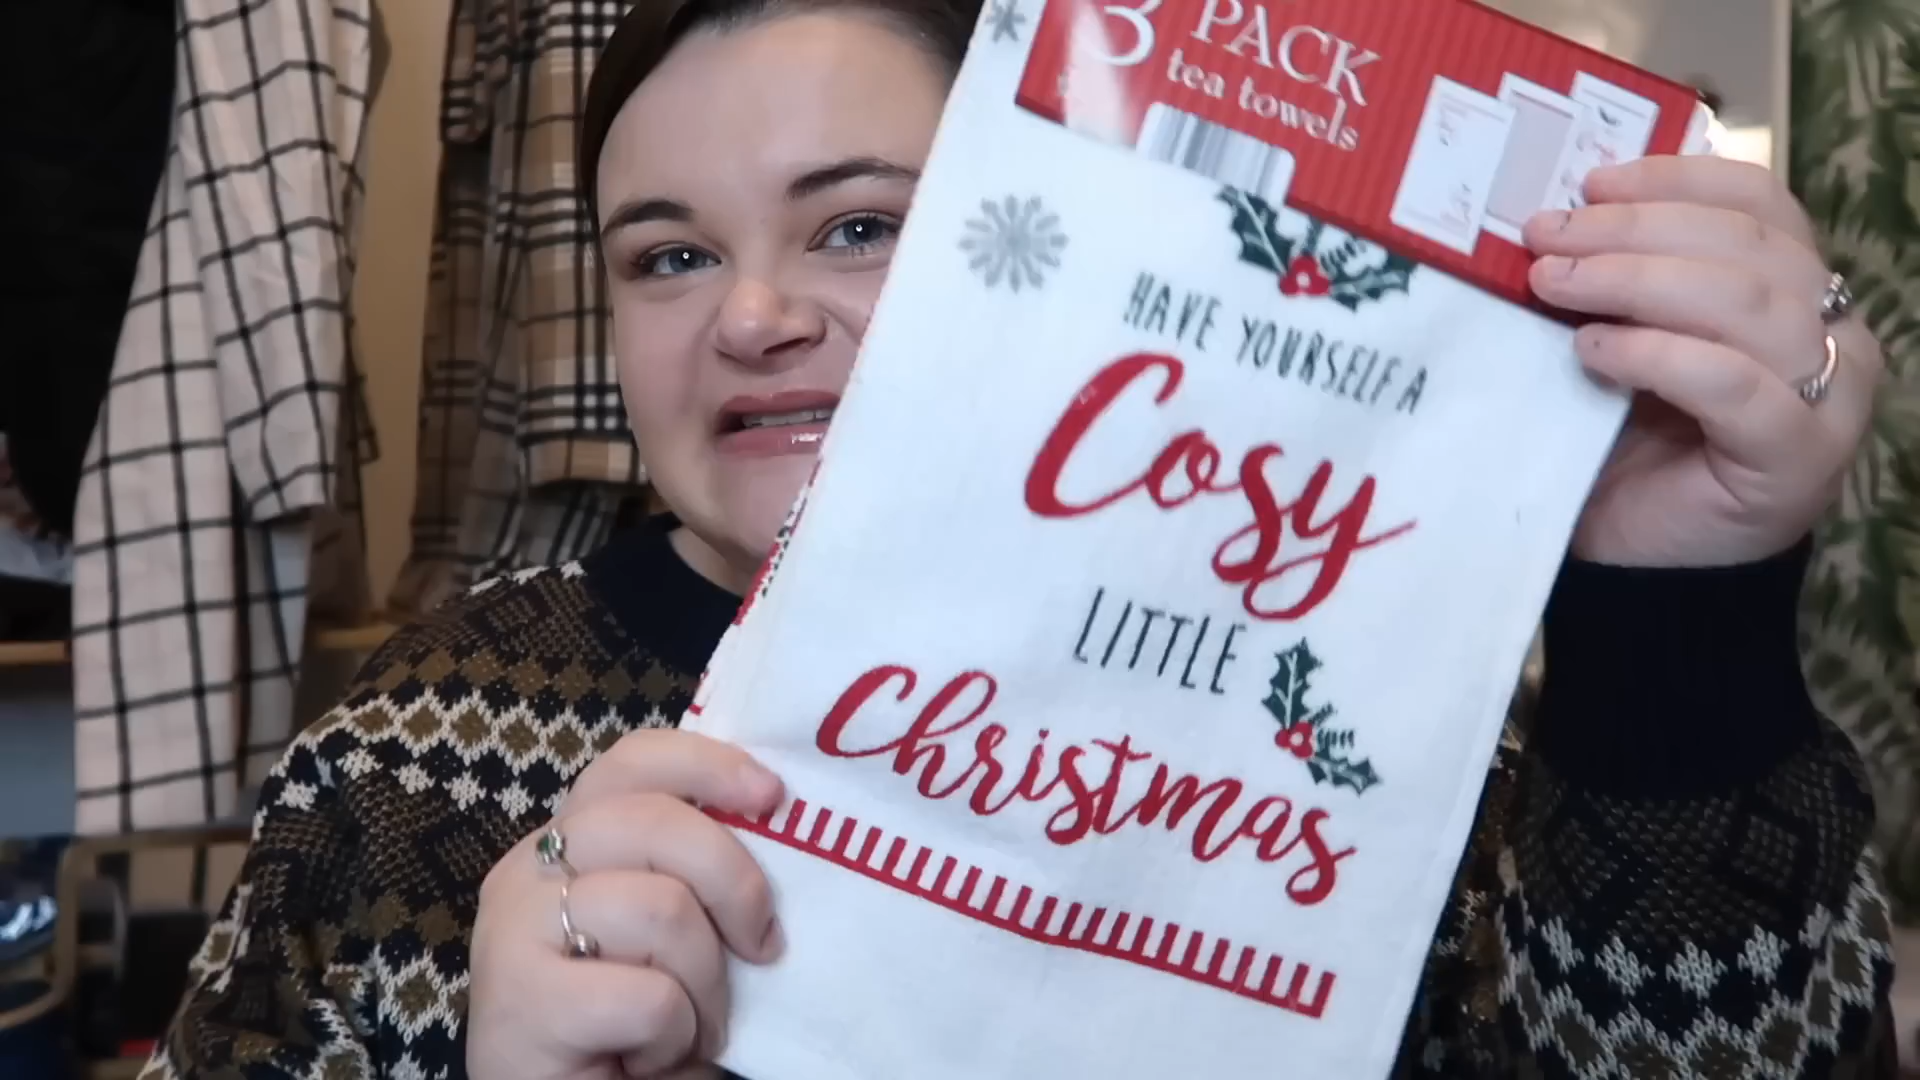 3 PACK
tea towels
HAVE YOURSELF A
Cosy
LITTLE
Christmas